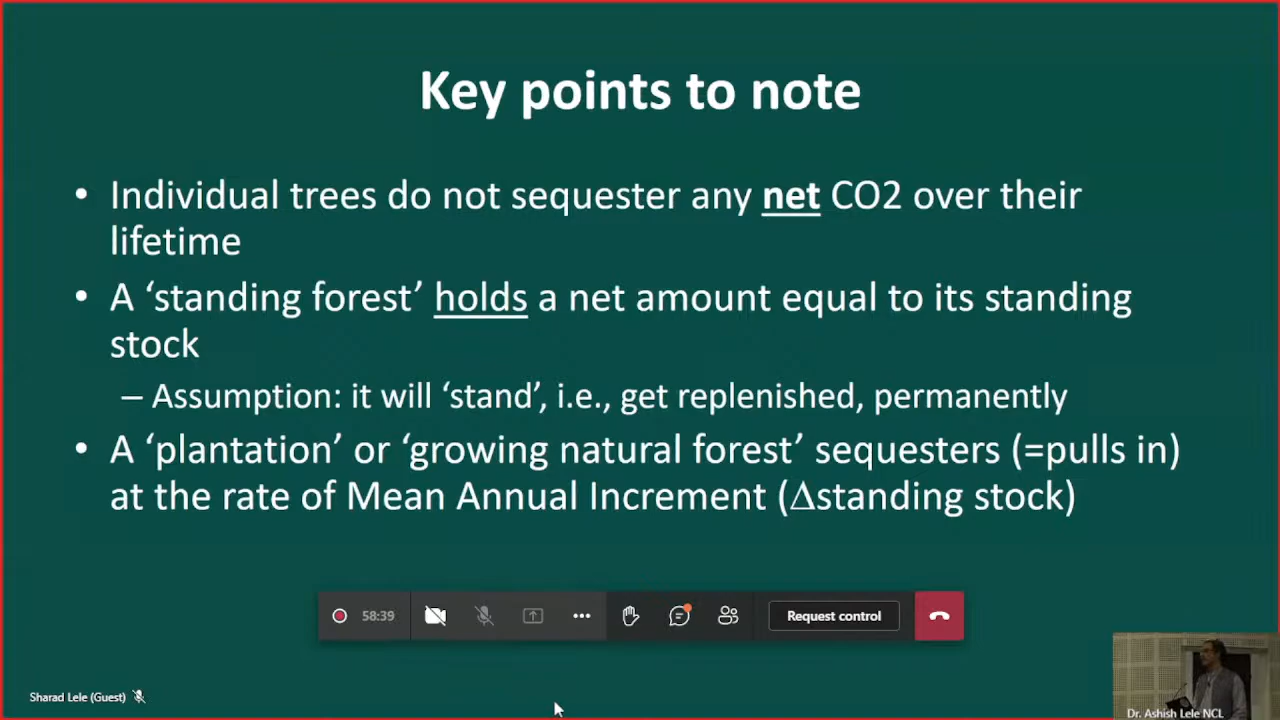 Key points to note
• Individual trees do not sequester any net CO2 over their
lifetime
• A ‘standing forest’ holds a net amount equal to its standing
stock
– Assumption: it will ‘stand’, i.e., get replenished, permanently
• A ‘plantation’ or ‘growing natural forest’ sequesters (=pulls in)
at the rate of Mean Annual Increment (Δstanding stock)
58:39
Request control
Sharad Lele (Guest)
Dr. Ashish Lele NCL